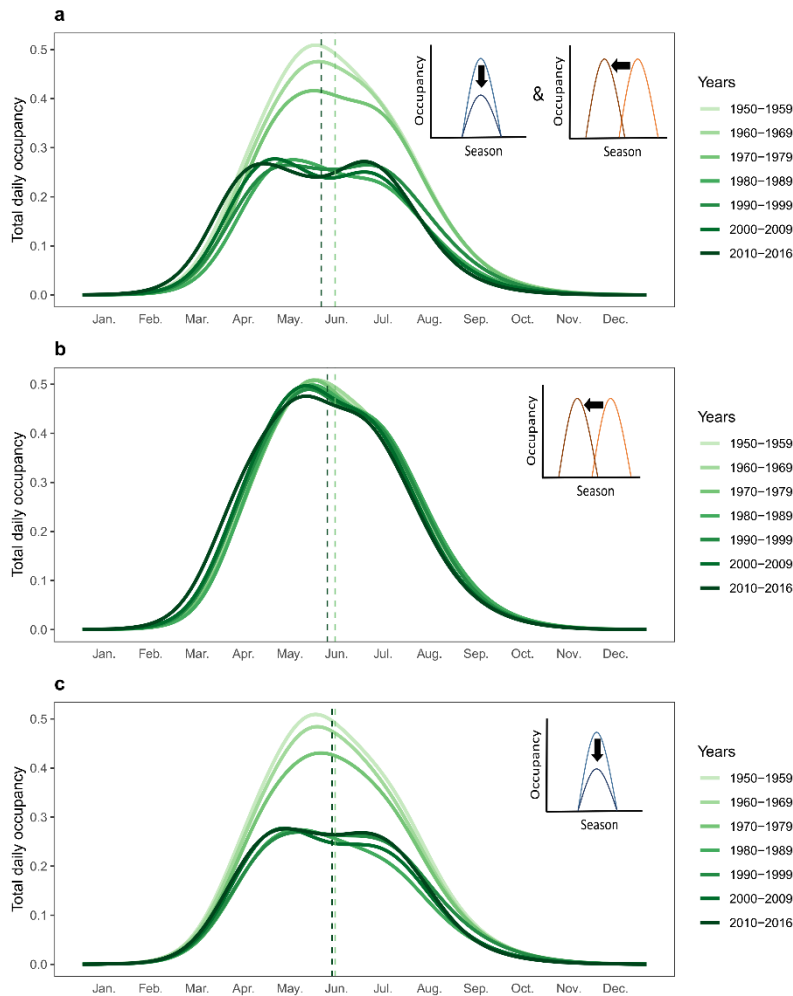 a
Total daily occupancy
0.5
0.4
0.3
0.2
0.1
0.0
Jan. Feb. Mar. Apr. May. Jun. Jul. Aug. Sep. Oct. Nov. Dec.
Occupancy
Season
&
Occupancy
Season
Years
1950−1959
1960−1969
1970−1979
1980−1989
1990−1999
2000−2009
2010−2016
b
Total daily occupancy
0.5
0.4
0.3
0.2
0.1
0.0
Jan. Feb. Mar. Apr. May. Jun. Jul. Aug. Sep. Oct. Nov. Dec.
Occupancy
Season
Years
1950−1959
1960−1969
1970−1979
1980−1989
1990−1999
2000−2009
2010−2016
c
Total daily occupancy
0.5
0.4
0.3
0.2
0.1
0.0
Jan. Feb. Mar. Apr. May. Jun. Jul. Aug. Sep. Oct. Nov. Dec.
Occupancy
Season
Years
1950−1959
1960−1969
1970−1979
1980−1989
1990−1999
2000−2009
2010−2016